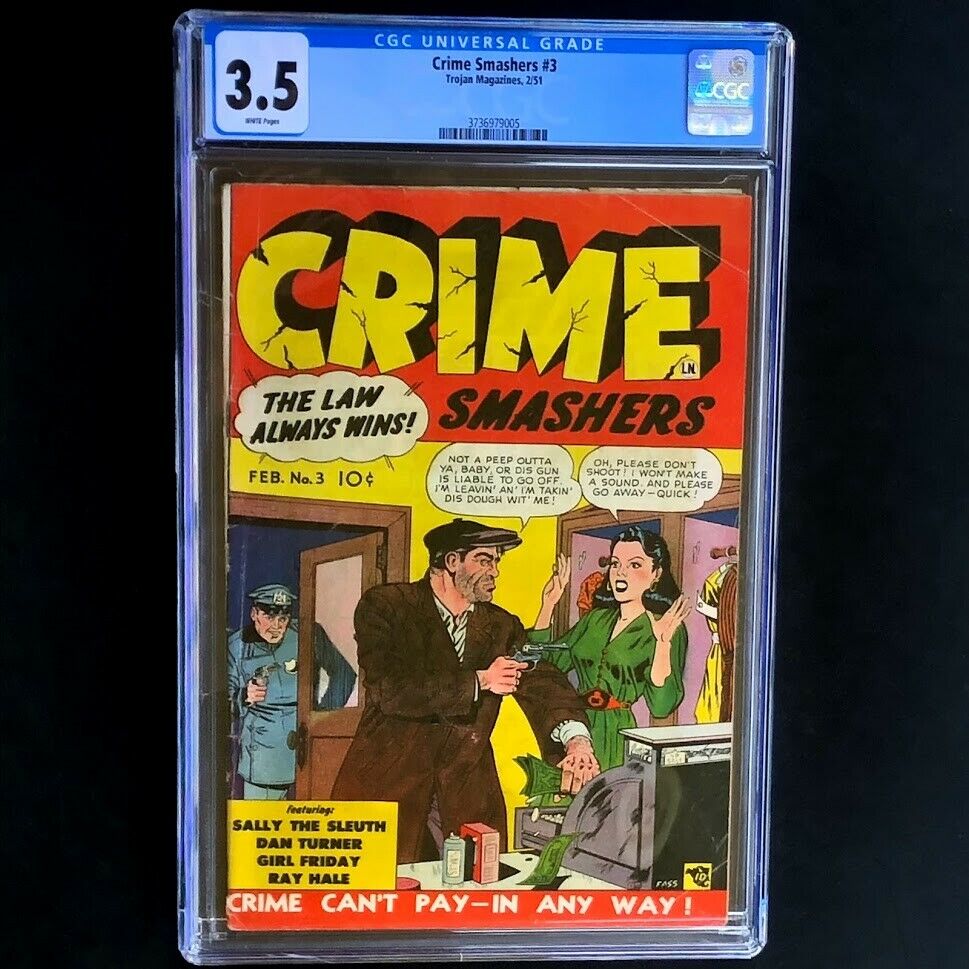 CGC UNIVERSAL GRADE
3.5
WHITE Pages
Crime Smashers #3
Trojan Magazines, 2/51
3736979005
CGC
CRIME
L.N.
SMASHERS
THE LAW
ALWAYS WINS!
FEB. No.3 10¢
NOT A PEEP OUTTA
YA, BABY, OR DIS GUN
IS LIABLE TO GO OFF.
I'M LEAVIN' AN' I'M TAKIN'
DIS DOUGH WIT' ME!
OH, PLEASE DON'T
SHOOT! I WON'T MAKE
A SOUND. AND PLEASE
GO AWAY—QUICK!
Featuring:
SALLY THE SLEUTH
DAN TURNER
GIRL FRIDAY
RAY HALE
FASS
CRIME CAN'T PAY—IN ANY WAY!